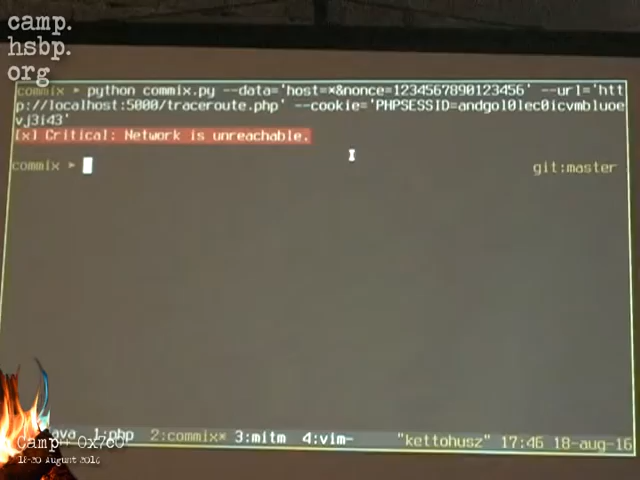 camp.
hsbp.
org
commix ► python commix.py --data='host=*&nonce=1234567890123456' --url='htt
p://localhost:5000/traceroute.php' --cookie='PHPSESSID=andgol0lec0icvmbluoe
vj3i43'
[x] Critical: Network is unreachable.
commix ► git:master
1:php 2:commix* 3:mitm 4:vim- "kettohusz" 17:46 18-aug-16
Camp++ 0x7e0
18-20 August 2016